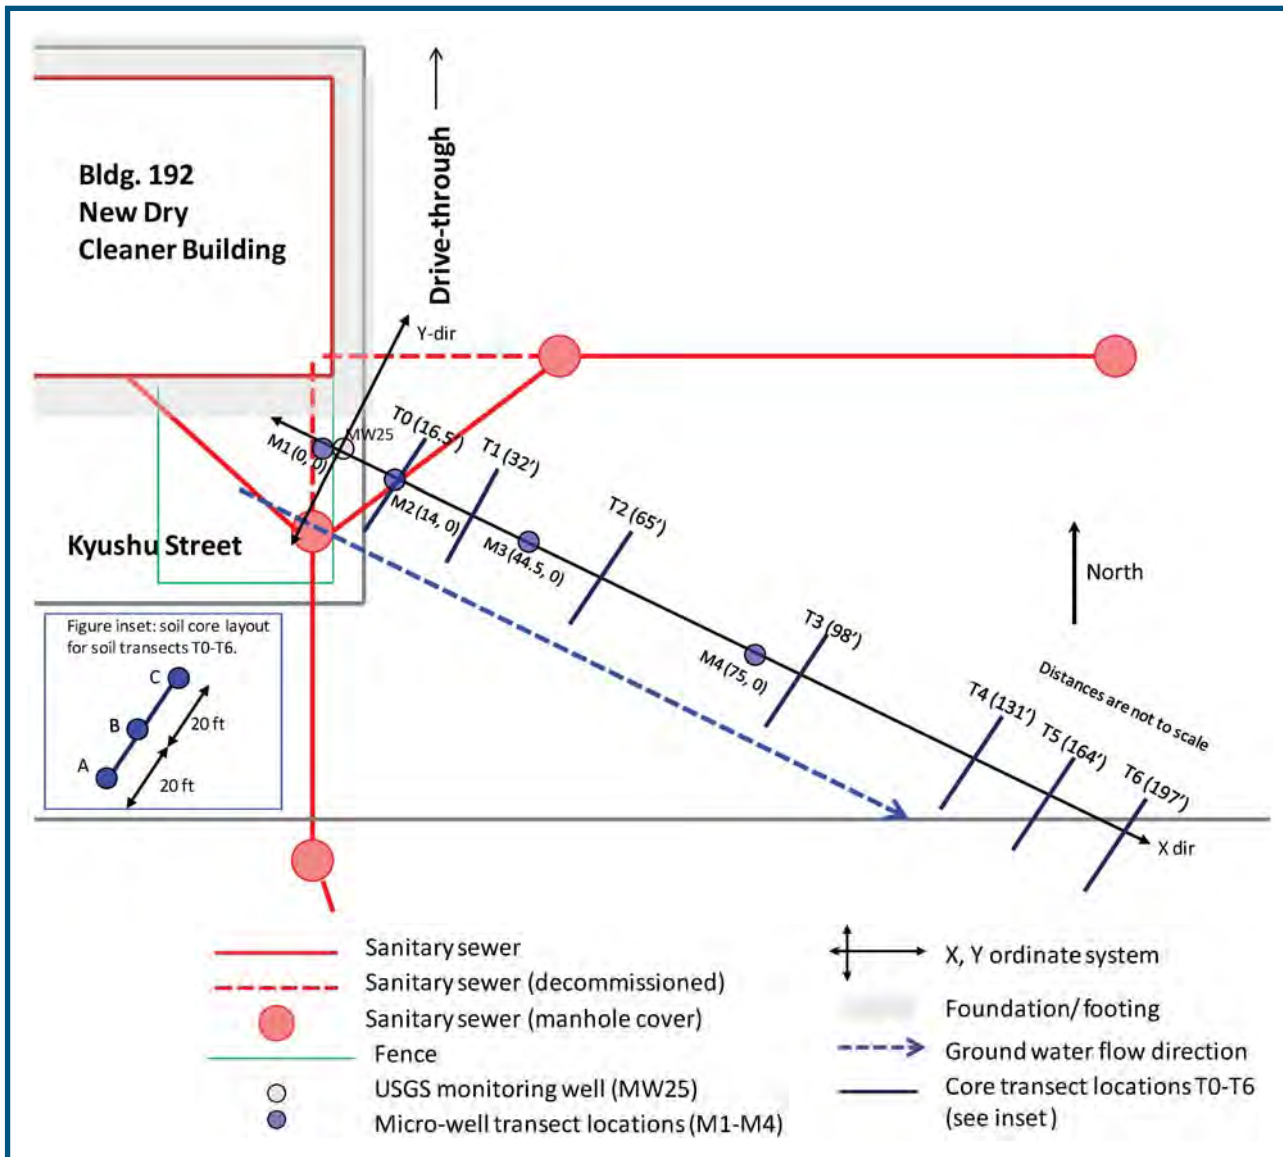 Bldg. 192
New Dry
Cleaner Building
Drive-through
Y-dir
MW25
M1(0, 0)
T0 (16.5')
T1 (32')
M2 (14, 0)
T2 (65')
M3 (44.5, 0)
Kyushu Street
North
T3 (98')
M4 (75, 0)
Distances are not to scale
T4 (131')
T5 (164')
T6 (197')
X dir
Figure inset: soil core layout
for soil transects T0-T6.
C
B
20 ft
A
20 ft
Sanitary sewer
Sanitary sewer (decommissioned)
Sanitary sewer (manhole cover)
Fence
USGS monitoring well (MW25)
Micro-well transect locations (M1-M4)
X, Y ordinate system
Foundation/footing
Ground water flow direction
Core transect locations T0-T6
(see inset)